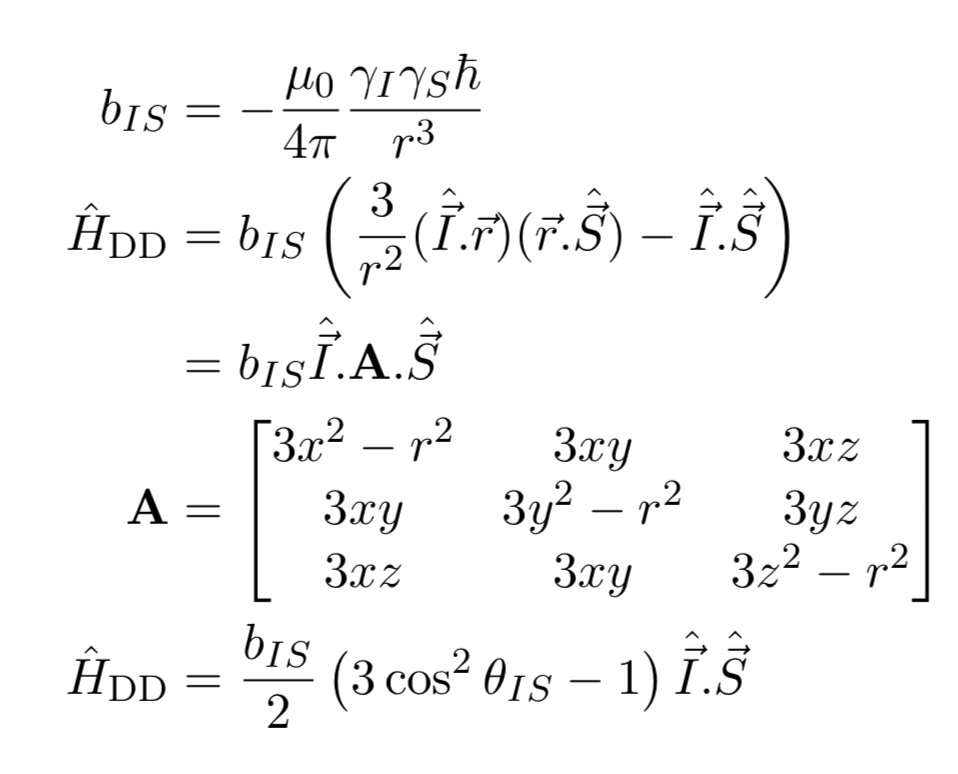 b_{IS} = -\frac{\mu_0}{4\pi} \frac{\gamma_I \gamma_S \hbar}{r^3}
\hat{H}_{\text{DD}} = b_{IS} \left( \frac{3}{r^2} (\hat{\vec{I}}.\vec{r})(\vec{r}.\hat{\vec{S}}) - \hat{\vec{I}}.\hat{\vec{S}} \right)
= b_{IS} \hat{\vec{I}}.\mathbf{A}.\hat{\vec{S}}
\mathbf{A} = \begin{bmatrix} 3x^2 - r^2 & 3xy & 3xz \\ 3xy & 3y^2 - r^2 & 3yz \\ 3xz & 3xy & 3z^2 - r^2 \end{bmatrix}
\hat{H}_{\text{DD}} = \frac{b_{IS}}{2} \left( 3\cos^2\theta_{IS} - 1 \right) \hat{\vec{I}}.\hat{\vec{S}}